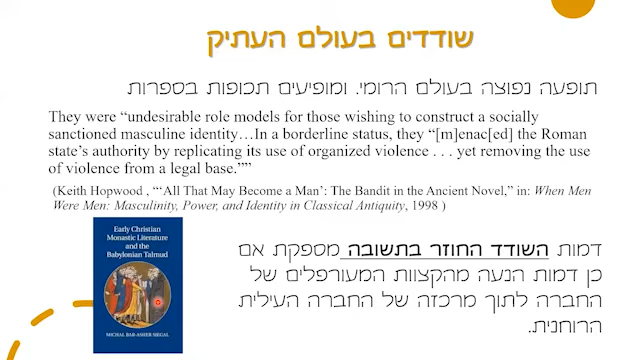 שודדים בעולם העתיק
תופעה נפוצה בעולם הרומי. ומופיעים תכופות בספרות
They were “undesirable role models for those wishing to construct a socially
sanctioned masculine identity…In a borderline status, they “[m]enac[ed] the Roman
state’s authority by replicating its use of organized violence . . . yet removing the use
of violence from a legal base.””
(Keith Hopwood , “‘All That May Become a Man’: The Bandit in the Ancient Novel,” in: When Men
Were Men: Masculinity, Power, and Identity in Classical Antiquity, 1998 )
Early Christian
Monastic Literature
and the
Babylonian Talmud
MICHAL BAR-ASHER SIEGAL
דמות השודד החוזר בתשובה מספקת אם
כן דמות הנעה מהקצוות המעורפלים של
החברה לתוך מרכזה של החברה העילית
הרוחנית.